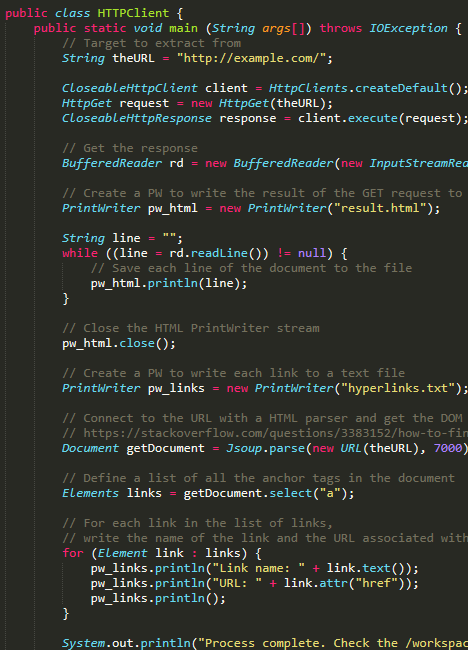 public class HTTPClient {
public static void main (String args[]) throws IOException {
// Target to extract from
String theURL = "http://example.com/";
CloseableHttpClient client = HttpClients.createDefault();
HttpGet request = new HttpGet(theURL);
CloseableHttpResponse response = client.execute(request);
// Get the response
BufferedReader rd = new BufferedReader(new InputStreamRea
// Create a PW to write the result of the GET request to
PrintWriter pw_html = new PrintWriter("result.html");
String line = "";
while ((line = rd.readLine()) != null) {
// Save each line of the document to the file
pw_html.println(line);
}
// Close the HTML PrintWriter stream
pw_html.close();
// Create a PW to write each link to a text file
PrintWriter pw_links = new PrintWriter("hyperlinks.txt");
// Connect to the URL with a HTML parser and get the DOM
// https://stackoverflow.com/questions/3383152/how-to-fin
Document getDocument = Jsoup.parse(new URL(theURL), 7000)
// Define a list of all the anchor tags in the document
Elements links = getDocument.select("a");
// For each link in the list of links,
// write the name of the link and the URL associated with
for (Element link : links) {
pw_links.println("Link name: " + link.text());
pw_links.println("URL: " + link.attr("href"));
pw_links.println();
}
System.out.println("Process complete. Check the /workspac